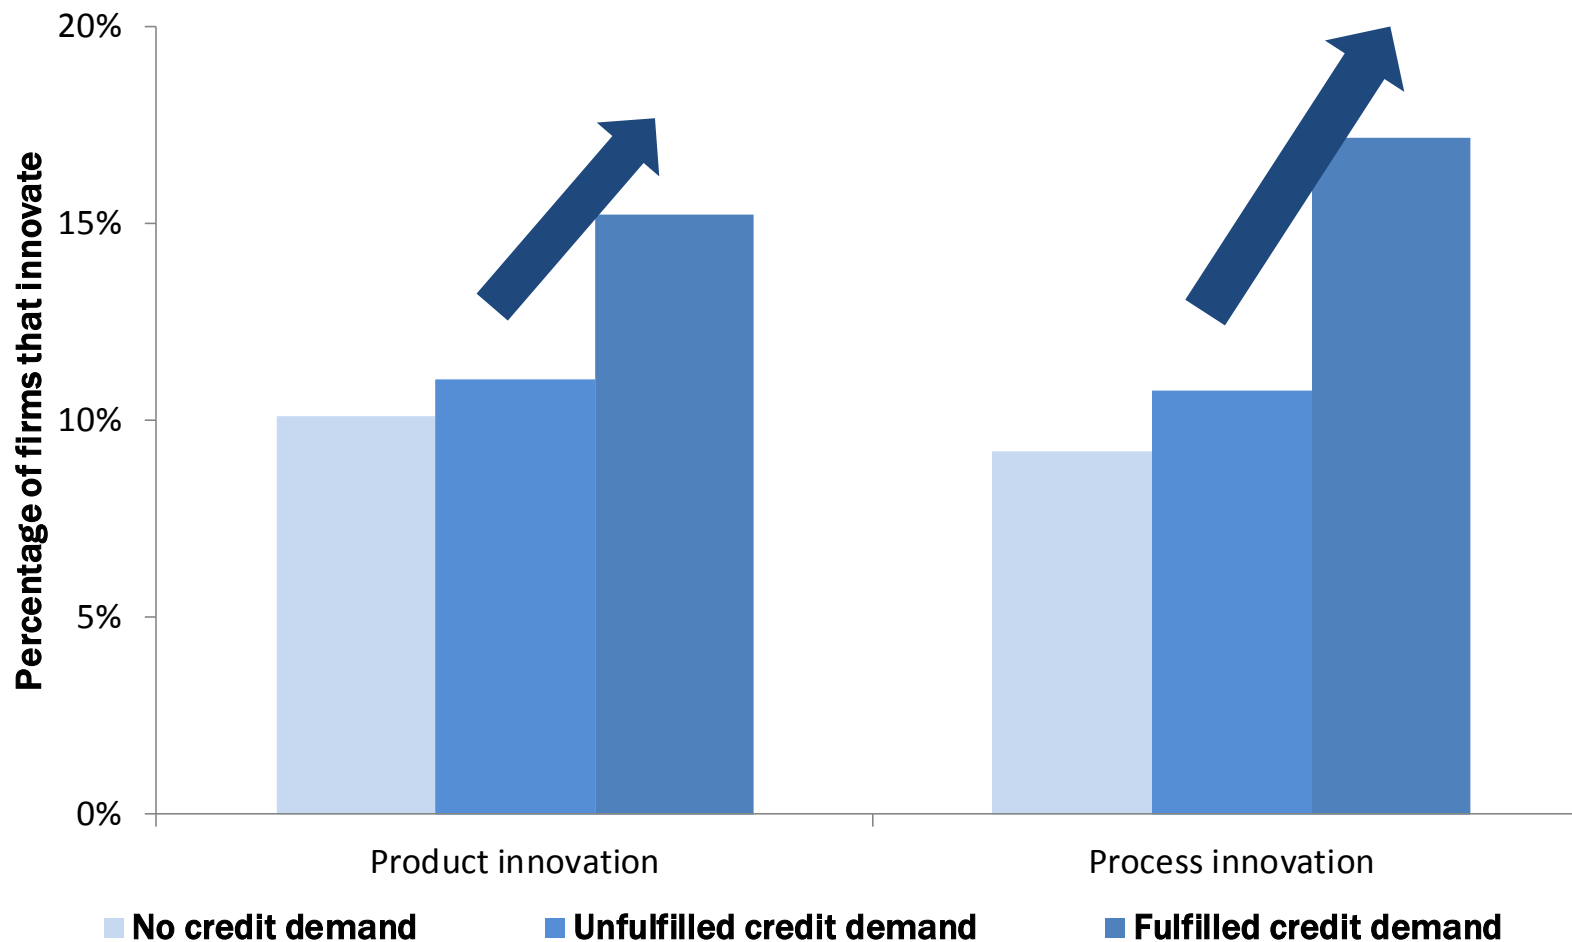 20%
15%
10%
5%
0%
Percentage of firms that innovate
Product innovation
Process innovation
No credit demand
Unfulfilled credit demand
Fulfilled credit demand